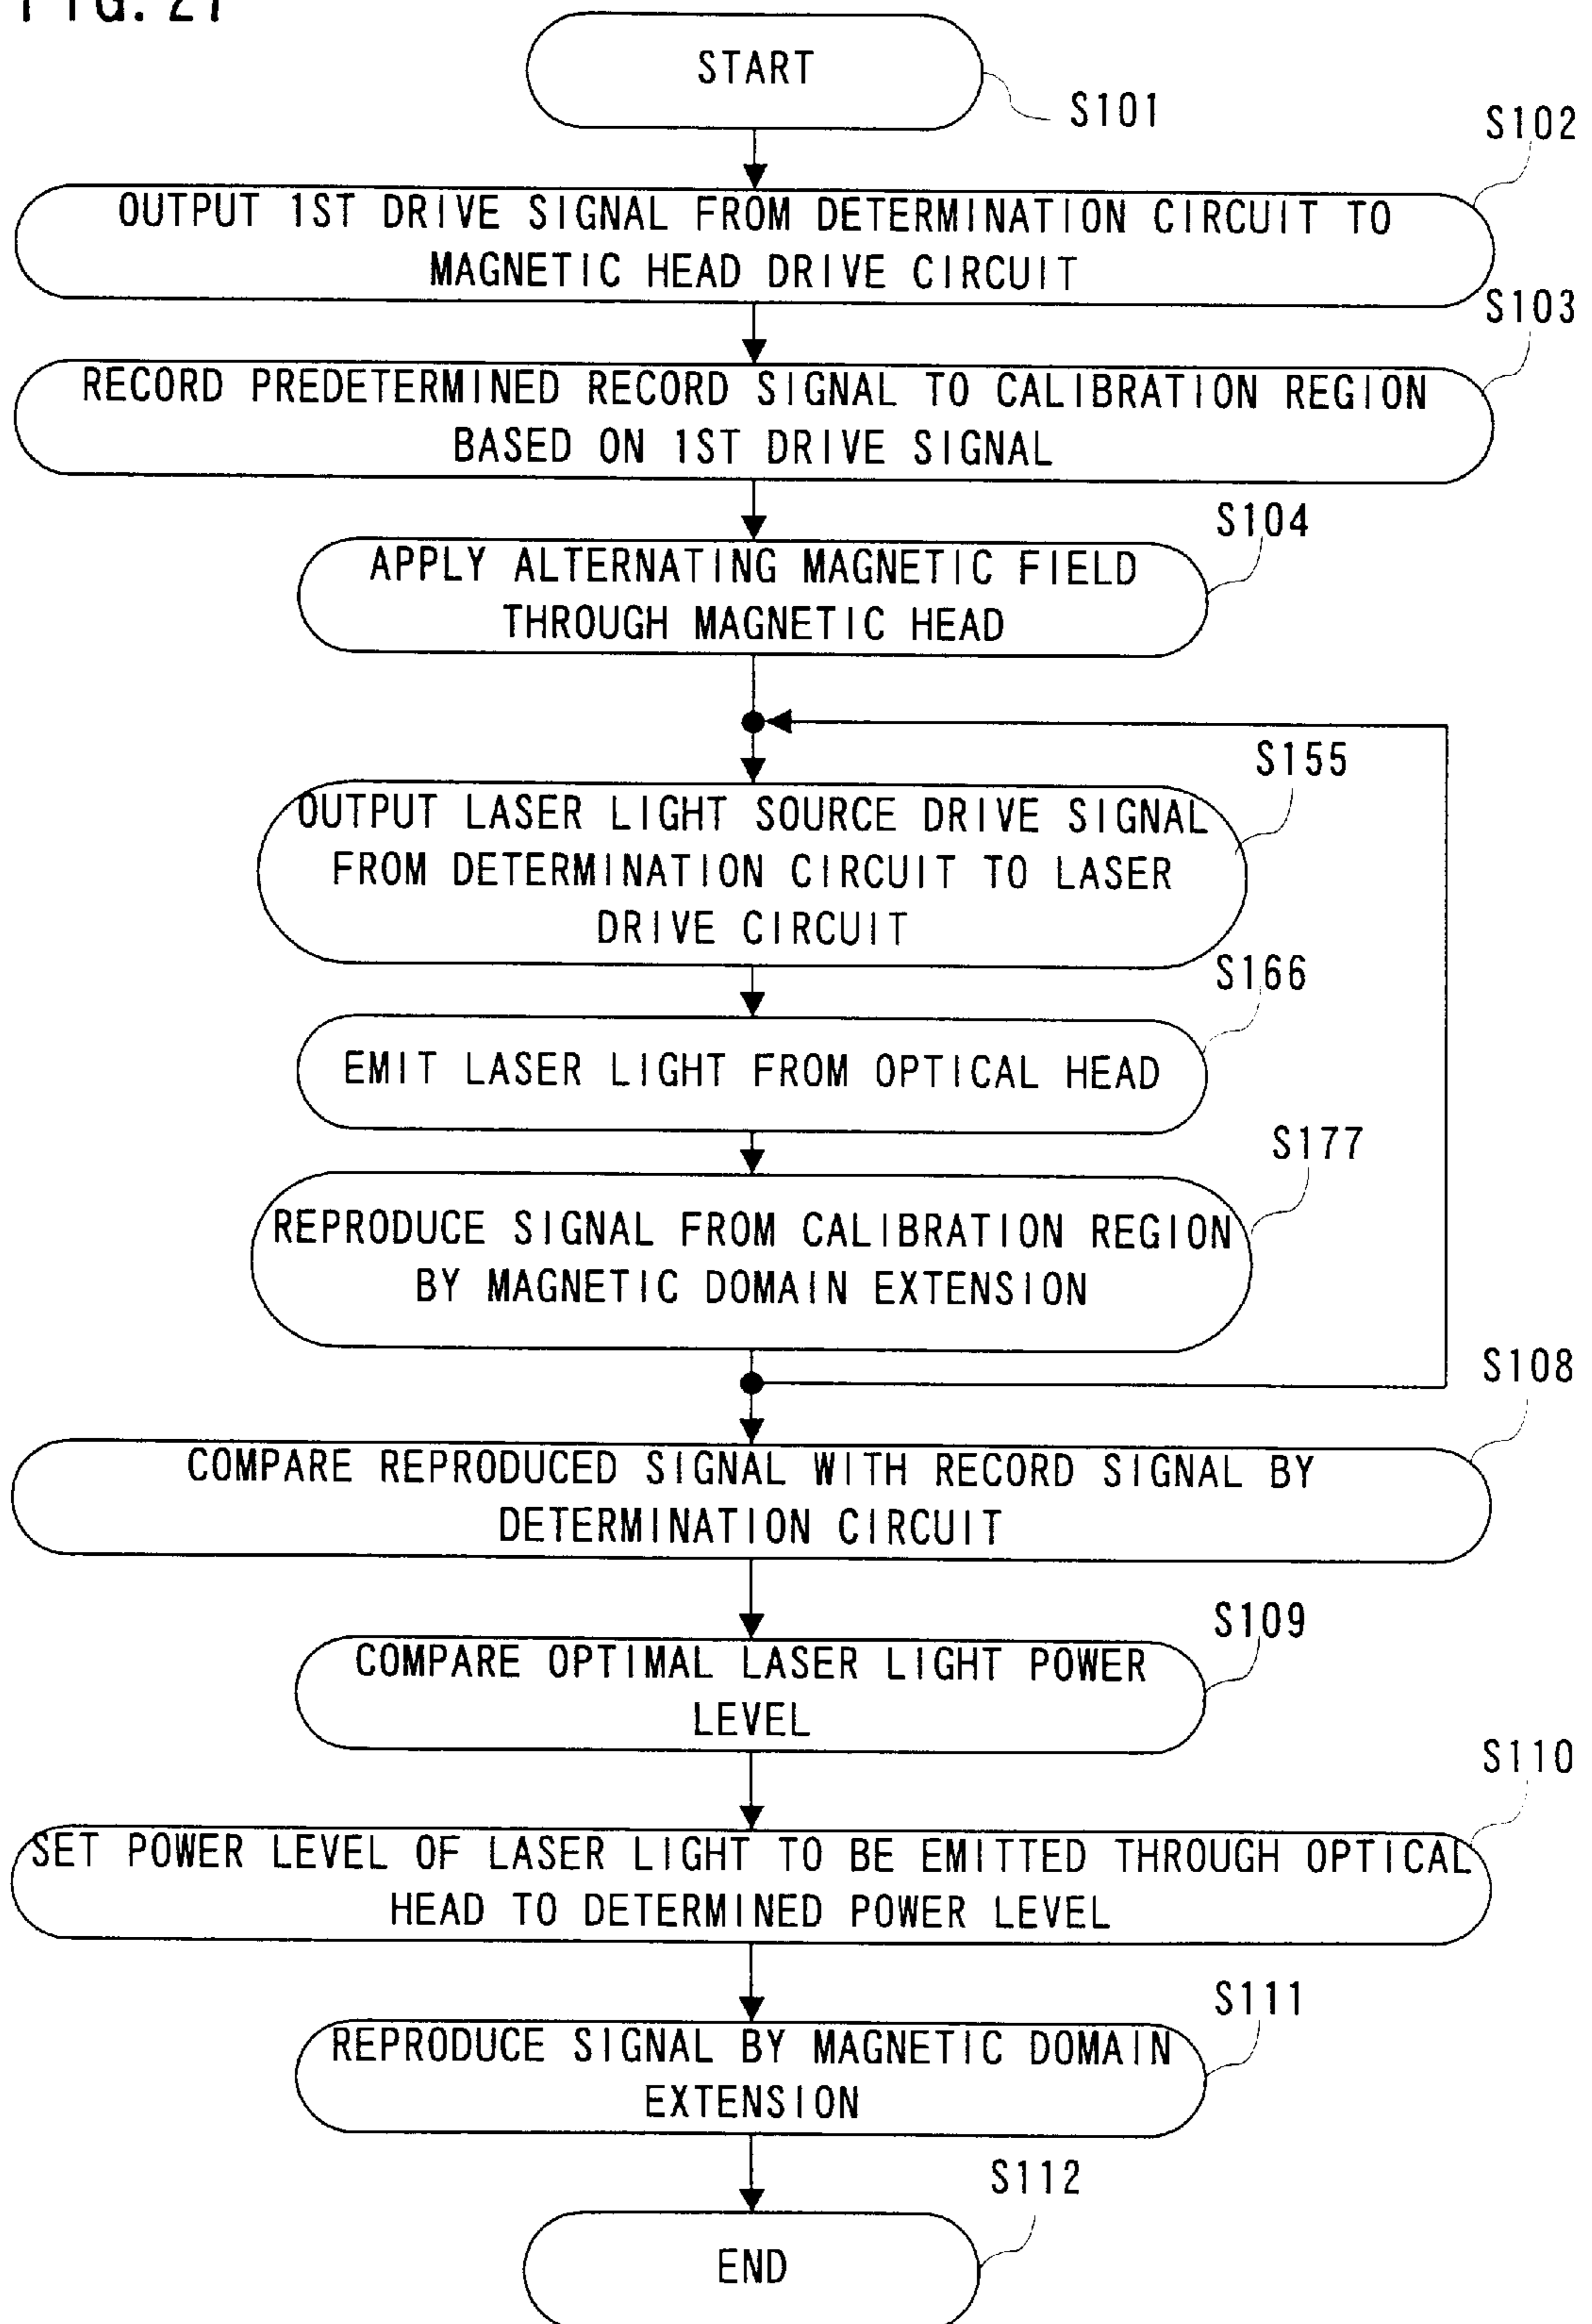 FIG. 27
START
S101
S102
OUTPUT 1ST DRIVE SIGNAL FROM DETERMINATION CIRCUIT TO
MAGNETIC HEAD DRIVE CIRCUIT
S103
RECORD PREDETERMINED RECORD SIGNAL TO CALIBRATION REGION
BASED ON 1ST DRIVE SIGNAL
S104
APPLY ALTERNATING MAGNETIC FIELD
THROUGH MAGNETIC HEAD
S155
OUTPUT LASER LIGHT SOURCE DRIVE SIGNAL
FROM DETERMINATION CIRCUIT TO LASER
DRIVE CIRCUIT
S166
EMIT LASER LIGHT FROM OPTICAL HEAD
S177
REPRODUCE SIGNAL FROM CALIBRATION REGION
BY MAGNETIC DOMAIN EXTENSION
S108
COMPARE REPRODUCED SIGNAL WITH RECORD SIGNAL BY
DETERMINATION CIRCUIT
S109
COMPARE OPTIMAL LASER LIGHT POWER
LEVEL
S110
SET POWER LEVEL OF LASER LIGHT TO BE EMITTED THROUGH OPTICAL
HEAD TO DETERMINED POWER LEVEL
S111
REPRODUCE SIGNAL BY MAGNETIC DOMAIN
EXTENSION
S112
END